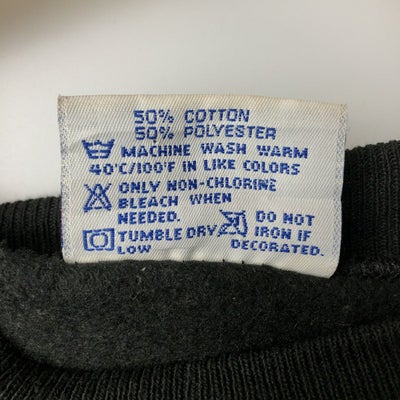 50% COTTON
50% POLYESTER
MACHINE WASH WARM
40°C/100°F IN LIKE COLORS
ONLY NON-CHLORINE
BLEACH WHEN
NEEDED.
DO NOT
IRON IF
DECORATED.
TUMBLE DRY
LOW